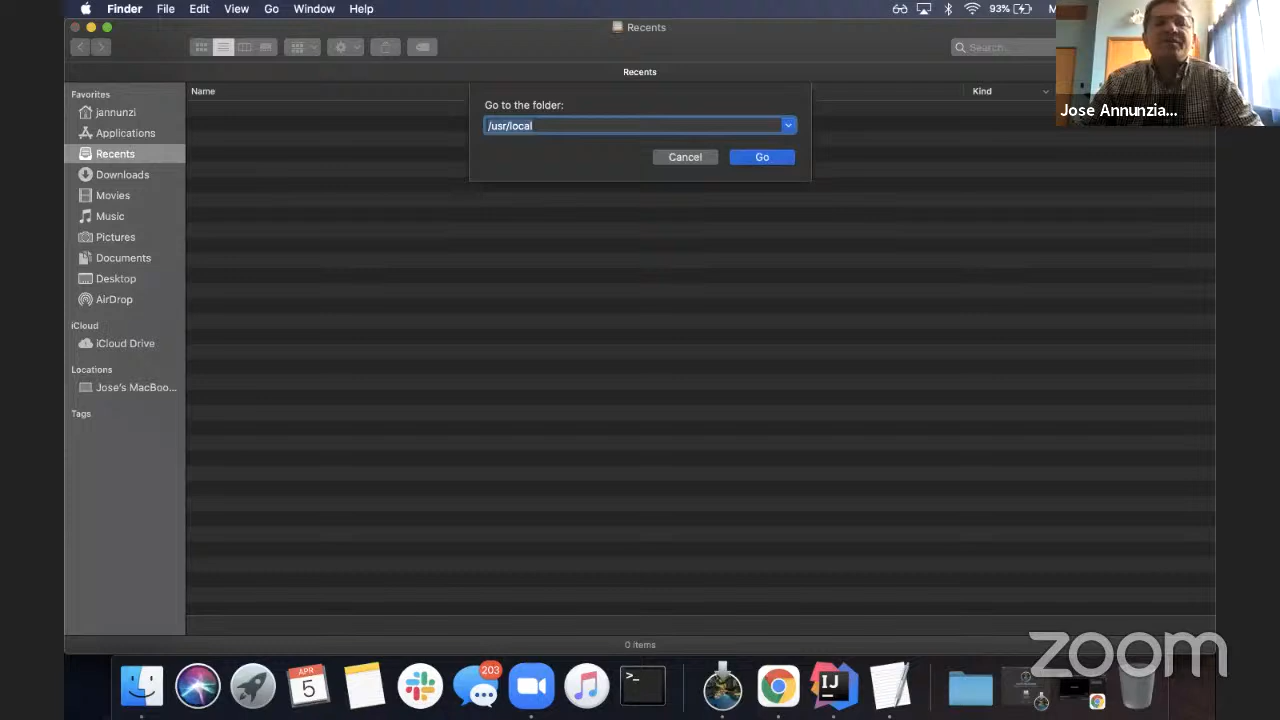 Finder File Edit View Go Window Help 93%
Recents
Search...
Recents
Favorites
jannunzi
Applications
Recents
Downloads
Movies
Music
Pictures
Documents
Desktop
AirDrop
iCloud
iCloud Drive
Locations
Jose's MacBoo...
Tags
Name
Kind
Go to the folder:
/usr/local
Cancel
Go
Jose Annunzia...
0 items
zoom
APR
5
203
>_
IJ